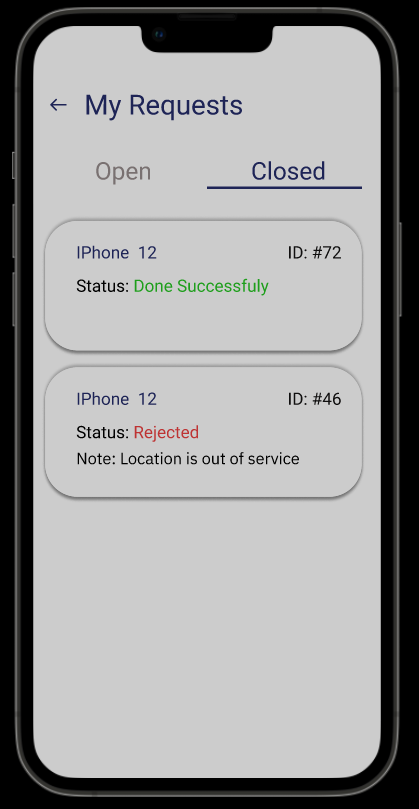 My Requests
Open Closed
IPhone 12 ID: #72
Status: Done Successfuly
IPhone 12 ID: #46
Status: Rejected
Note: Location is out of service